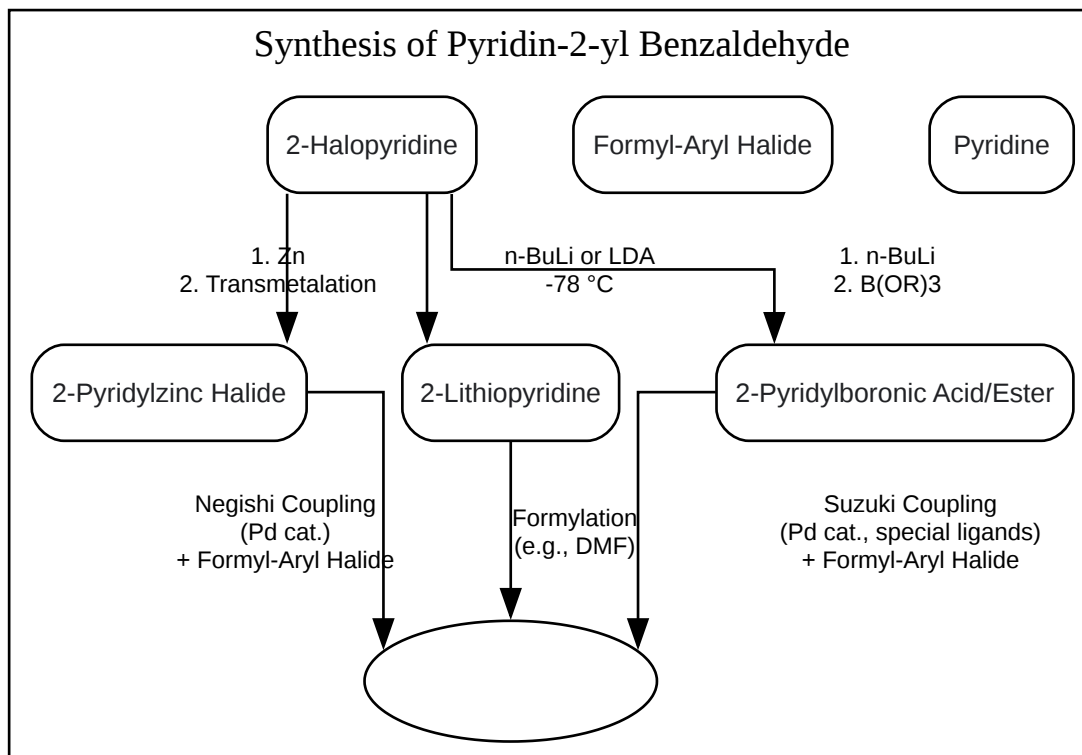 Synthesis of Pyridin-2-yl Benzaldehyde
2-Halopyridine
Formyl-Aryl Halide
Pyridine
1. Zn
2. Transmetalation
n-BuLi or LDA
-78 °C
1. n-BuLi
2. B(OR)3
2-Pyridylzinc Halide
2-Lithiopyridine
2-Pyridylboronic Acid/Ester
Negishi Coupling
(Pd cat.)
+ Formyl-Aryl Halide
Formylation
(e.g., DMF)
Suzuki Coupling
(Pd cat., special ligands)
+ Formyl-Aryl Halide